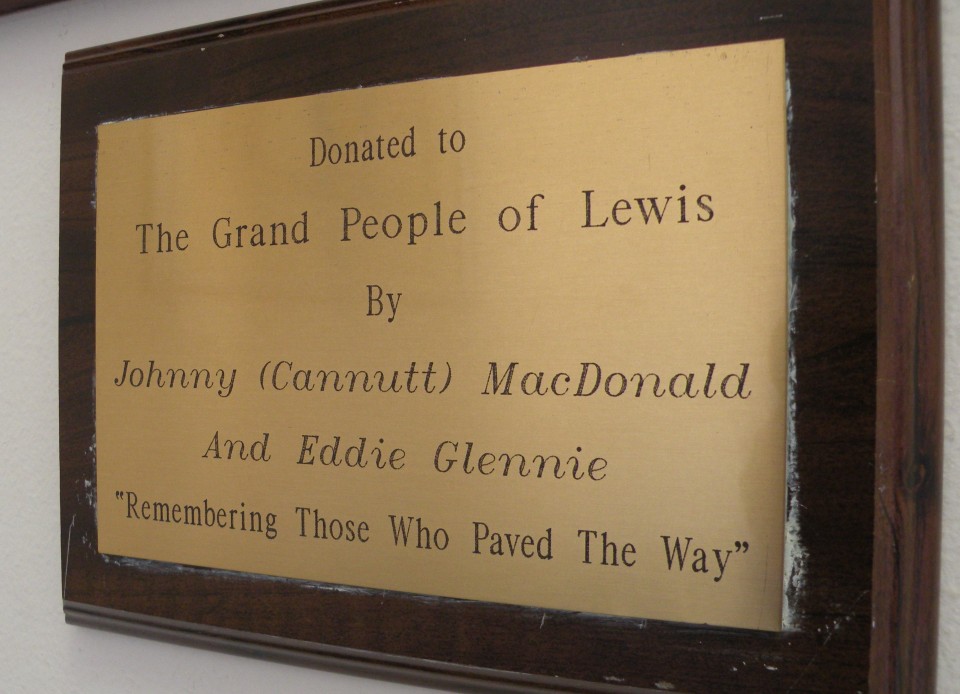 Donated to
The Grand People of Lewis
By
Johnny (Cannutt) MacDonald
And Eddie Glennie
"Remembering Those Who Paved The Way"